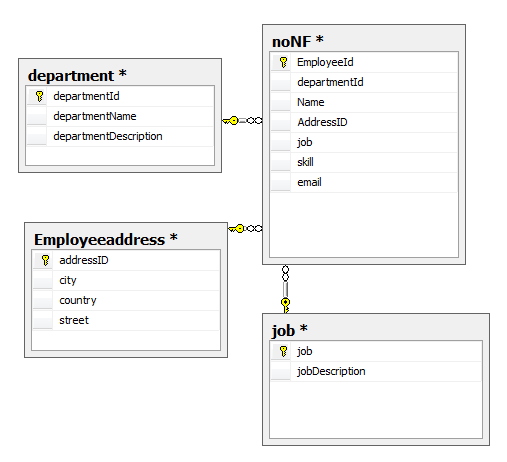 noNF *
EmployeeId
departmentId
Name
AddressID
job
skill
email
department *
departmentId
departmentName
departmentDescription
Employeeaddress *
addressID
city
country
street
job *
job
jobDescription